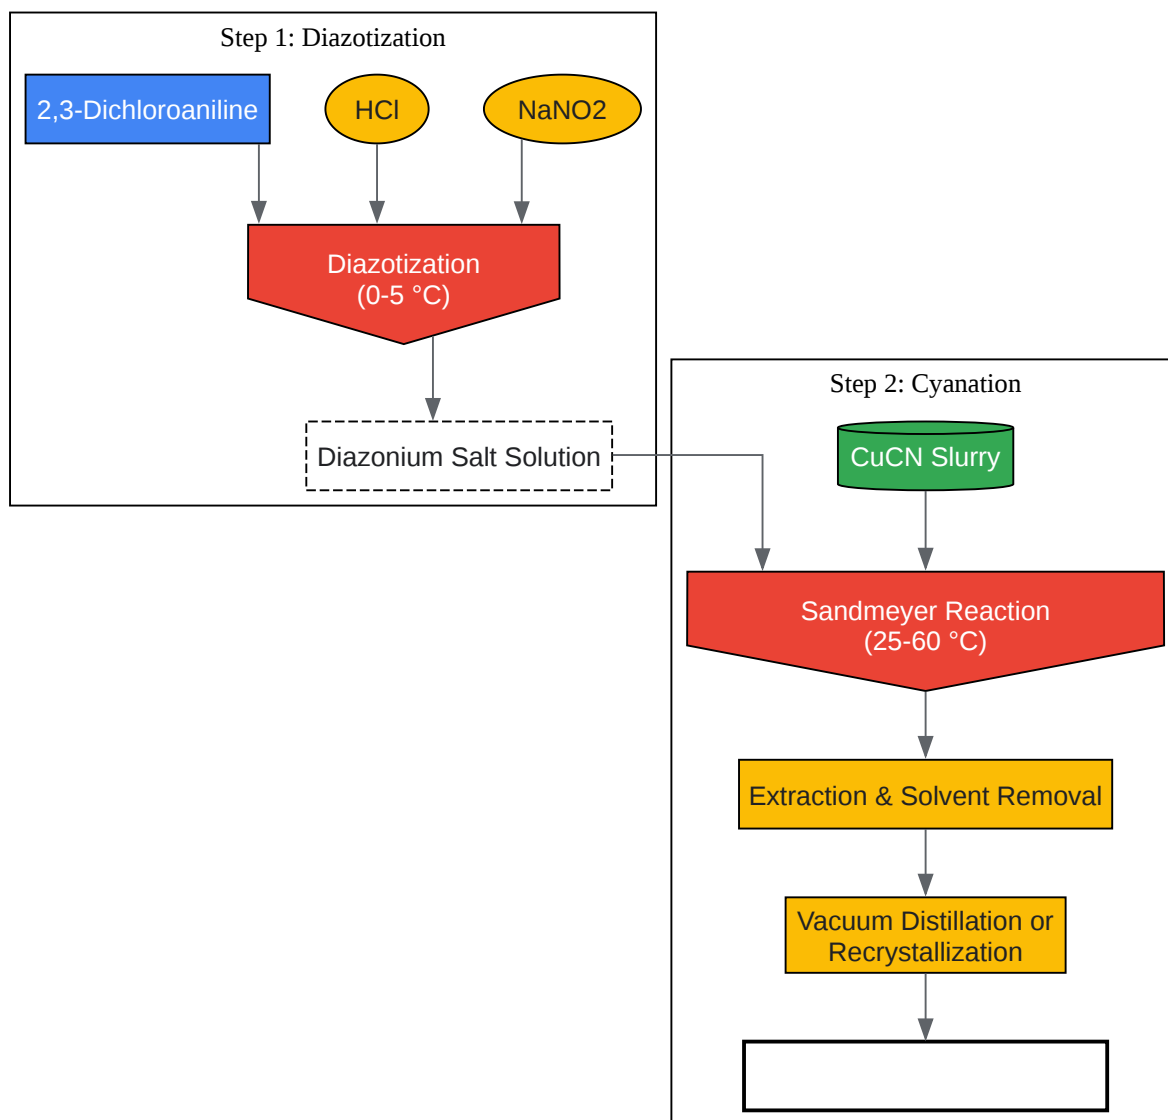 Step 1: Diazotization
2,3-Dichloroaniline
HCl
NaNO2
Diazotization
(0-5 °C)
Diazonium Salt Solution
Step 2: Cyanation
CuCN Slurry
Sandmeyer Reaction
(25-60 °C)
Extraction & Solvent Removal
Vacuum Distillation or
Recrystallization